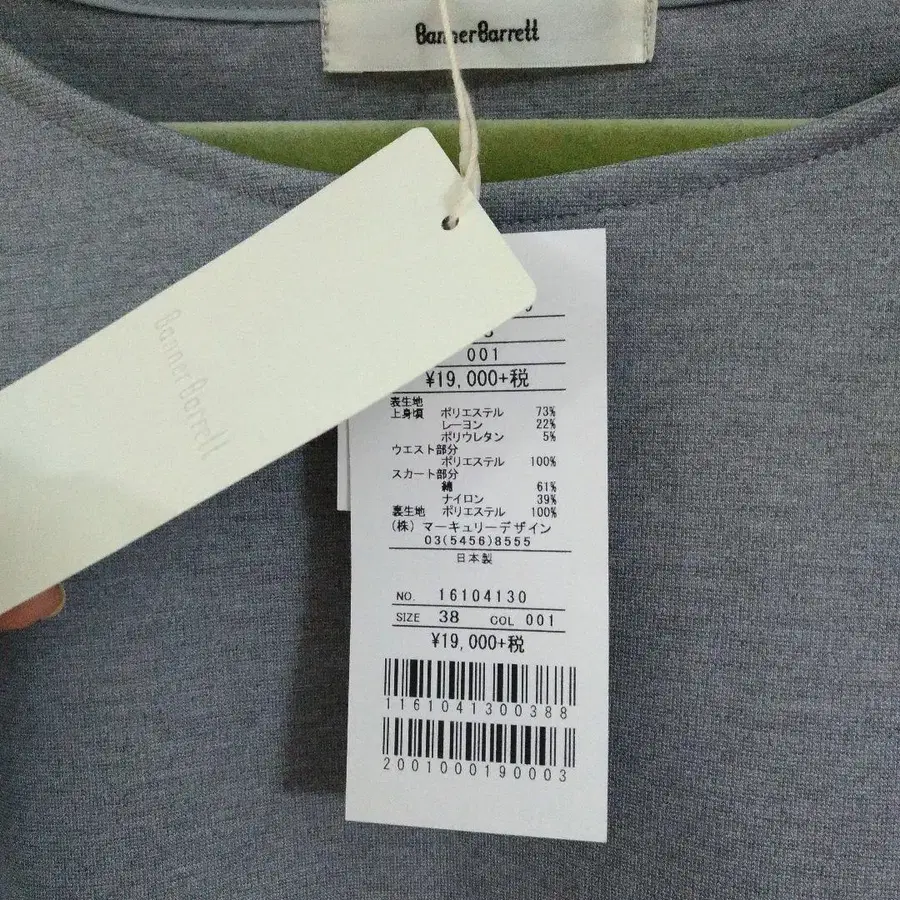 BannerBarrett
BannerBarrett
001
¥19,000+税
表生地
上身頃 ポリエステル 73%
レーヨン 22%
ポリウレタン 5%
ウエスト部分
ポリエステル 100%
スカート部分
綿 61%
ナイロン 39%
裏生地 ポリエステル 100%
(株) マーキュリーデザイン
03(5456)8555
日本製
NO. 16104130
SIZE 38 COL 001
¥19,000+税
1161041300388
2001000190003